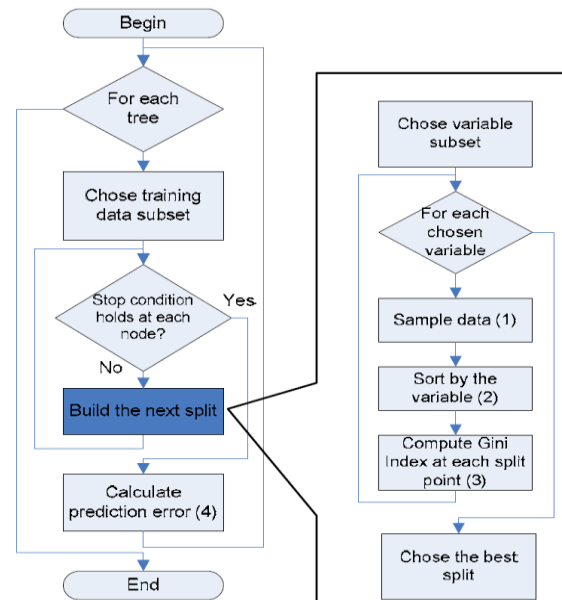 Begin
For each
tree
Chose training
data subset
Stop condition
holds at each
node?
Yes
No
Build the next split
Calculate
prediction error (4)
End
Chose variable
subset
For each
chosen
variable
Sample data (1)
Sort by the
variable (2)
Compute Gini
Index at each split
point (3)
Chose the best
split